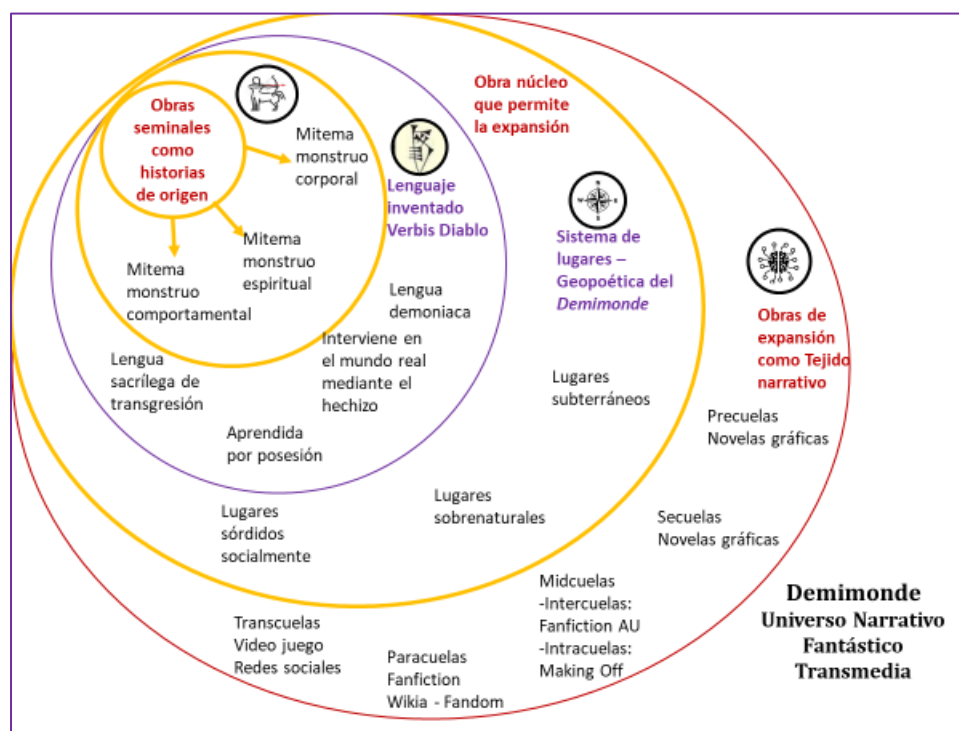 Obras
seminales
como
historias
de origen
Mitema
monstruo
corporal
Mitema
monstruo
espiritual
Mitema
monstruo
comportamental
Lenguaje
inventado
Verbis Diablo
Lengua
demoniaca
Interviene en
el mundo real
mediante el
hechizo
Lengua
sacrílega de
transgresión
Aprendida
por posesión
Obra núcleo
que permite
la expansión
Sistema de
lugares –
Geopoética del
Demimonde
Lugares
subterráneos
Lugares
sobrenaturales
Lugares
sórdidos
socialmente
Obras de
expansión
como Tejido
narrativo
Precuelas
Novelas gráficas
Secuelas
Novelas gráficas
Midcuelas
-Intercuelas:
Fanfiction AU
-Intracuelas:
Making Off
Paracuelas
Fanfiction
Wikia - Fandom
Transcuelas
Video juego
Redes sociales
Demimonde
Universo Narrativo
Fantástico
Transmedia